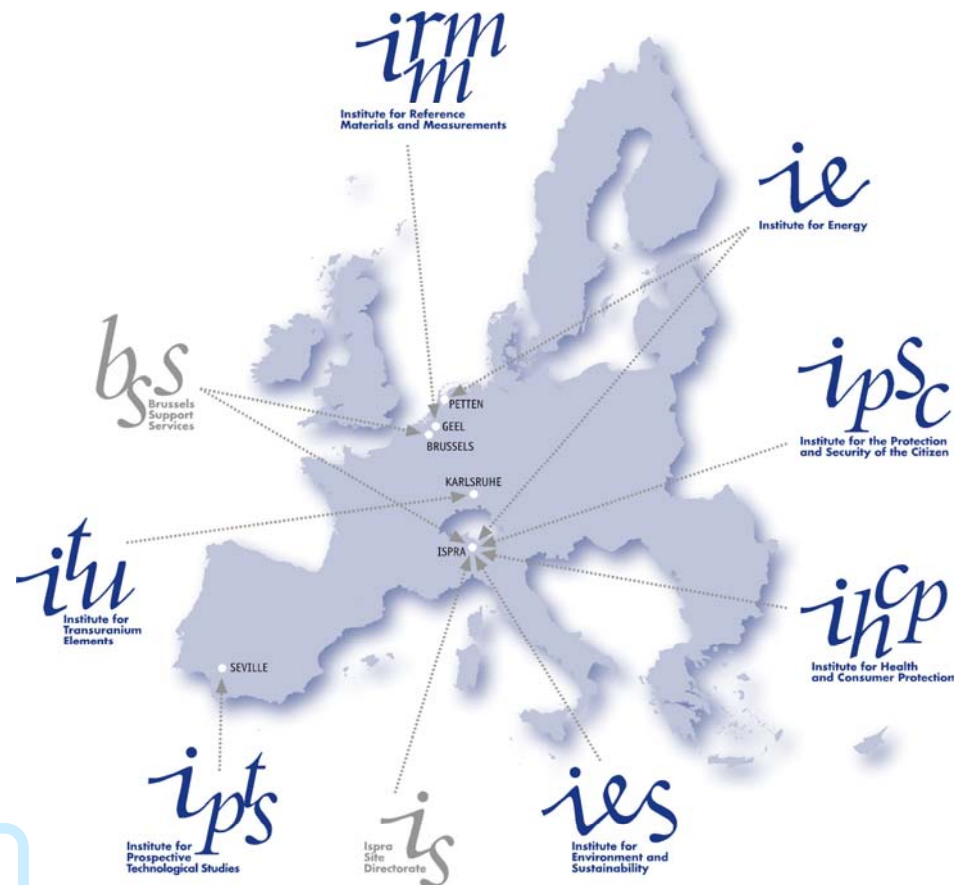 irmm
Institute for Reference
Materials and Measurements
ie
Institute for Energy
bss
Brussels
Support
Services
ipsc
Institute for the Protection
and Security of the Citizen
PETTEN
GEEL
BRUSSELS
KARLSRUHE
ISPRA
itu
Institute for
Transuranium
Elements
ihcp
Institute for Health
and Consumer Protection
SEVILLE
ipts
Institute for
Prospective
Technological Studies
is
Ispra
Site
Directorate
ies
Institute for
Environment and
Sustainability